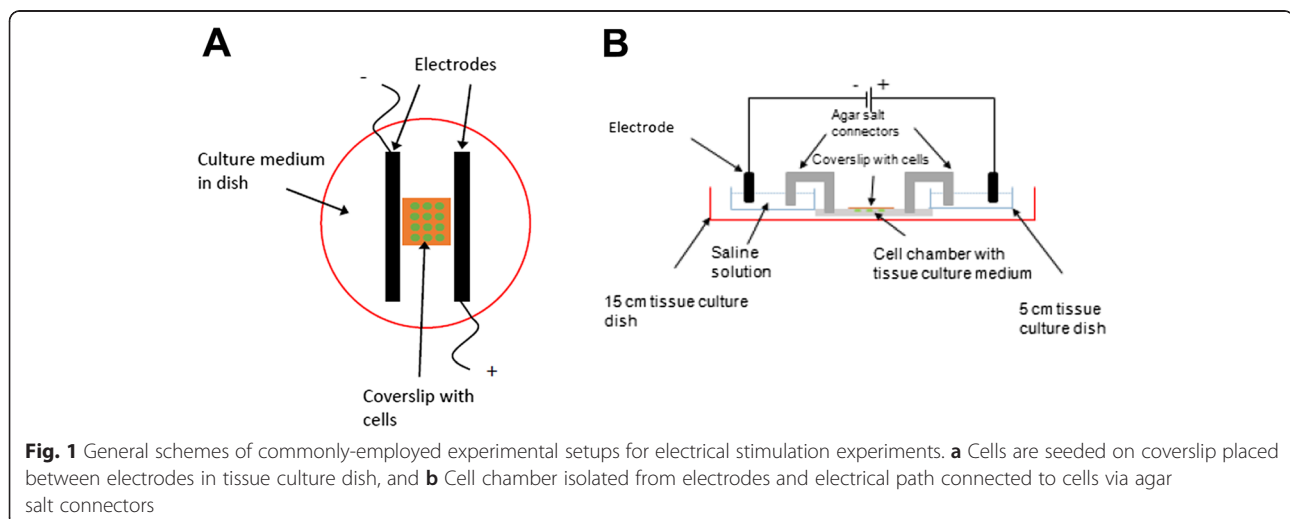 A
Electrodes
-
Culture medium
in dish
+
Coverslip with
cells
B
- +
Agar salt
connectors
Electrode
Coverslip with cells
Saline
solution
Cell chamber with
tissue culture medium
15 cm tissue culture
dish
5 cm tissue
culture dish
Fig. 1 General schemes of commonly-employed experimental setups for electrical stimulation experiments. a Cells are seeded on coverslip placed
between electrodes in tissue culture dish, and b Cell chamber isolated from electrodes and electrical path connected to cells via agar
salt connectors